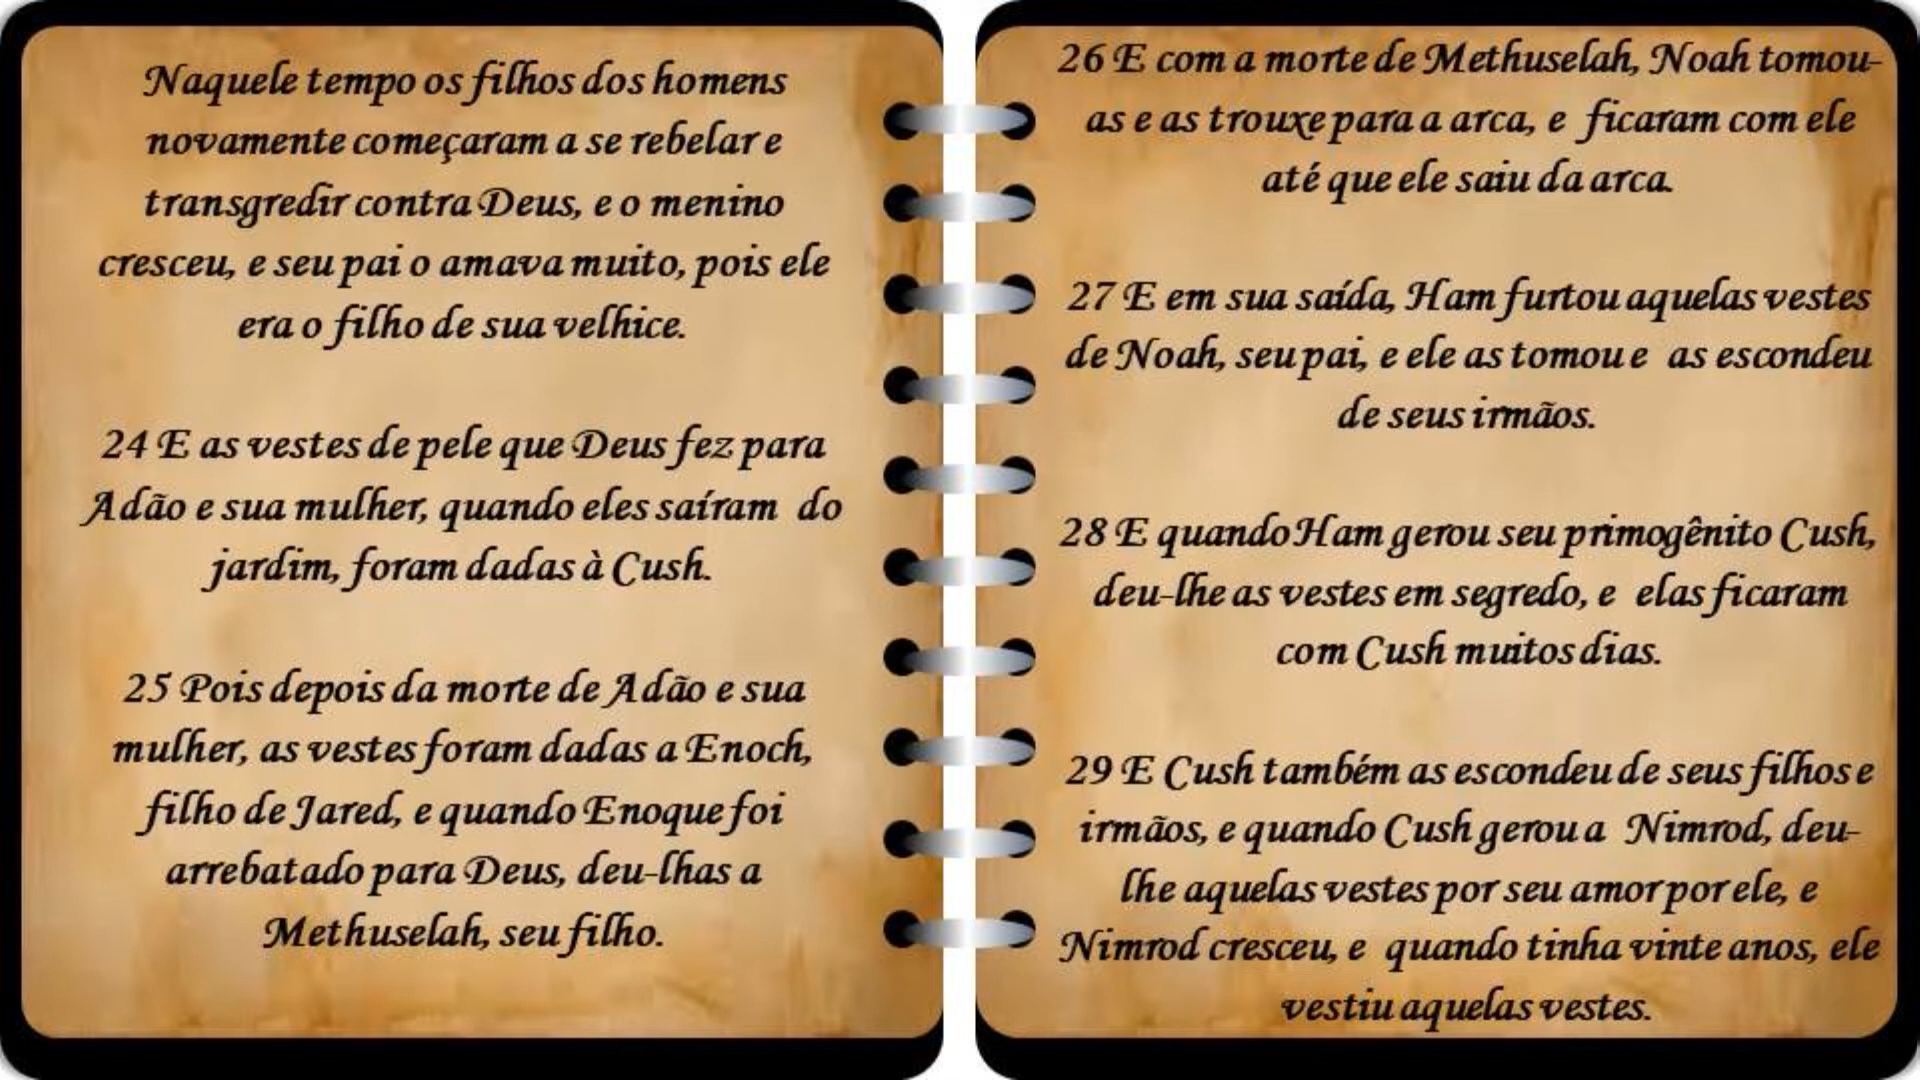 Naquele tempo os filhos dos homens
novamente começaram a se rebelar e
transgredir contra Deus, e o menino
cresceu, e seu pai o amava muito, pois ele
era o filho de sua velhice.
24 E as vestes de pele que Deus fez para
Adão e sua mulher, quando eles saíram do
jardim, foram dadas à Cush.
25 Pois depois da morte de Adão e sua
mulher, as vestes foram dadas a Enoch,
filho de Jared, e quando Enoque foi
arrebatado para Deus, deu-lhas a
Methuselah, seu filho.
26 E com a morte de Methuselah, Noah tomou-
as e as trouxe para a arca, e ficaram com ele
até que ele saiu da arca.
27 E em sua saída, Ham furtou aquelas vestes
de Noah, seu pai, e ele as tomou e as escondeu
de seus irmãos.
28 E quando Ham gerou seu primogênito Cush,
deu-lhe as vestes em segredo, e elas ficaram
com Cush muitos dias.
29 E Cush também as escondeu de seus filhos e
irmãos, e quando Cush gerou a Nimrod, deu-
lhe aquelas vestes por seu amor por ele, e
Nimrod cresceu, e quando tinha vinte anos, ele
vestiu aquelas vestes.